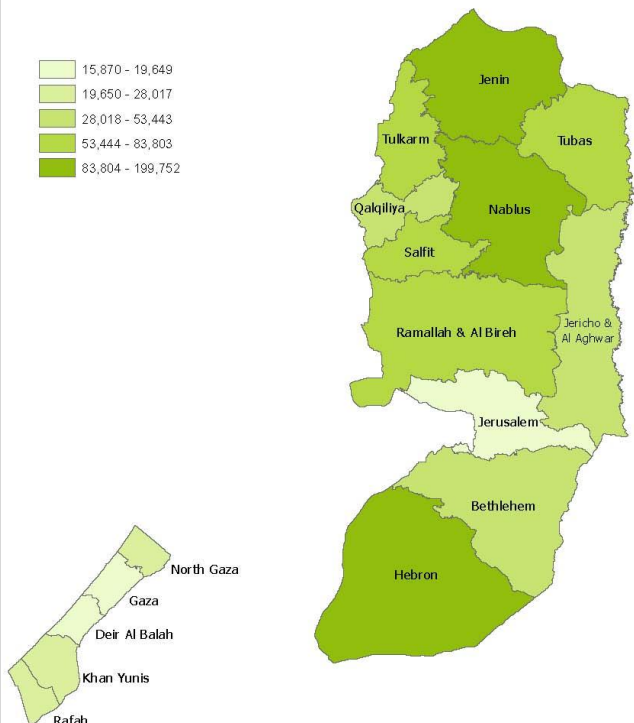 15,870 - 19,649
19,650 - 28,017
28,018 - 53,443
53,444 - 83,803
83,804 - 199,752
Jenin
Tulkarm
Tubas
Qalqiliya
Nablus
Salfit
Ramallah & Al Bireh
Jericho &
Al Aghwar
Jerusalem
Bethlehem
Hebron
North Gaza
Gaza
Deir Al Balah
Khan Yunis
Rafah